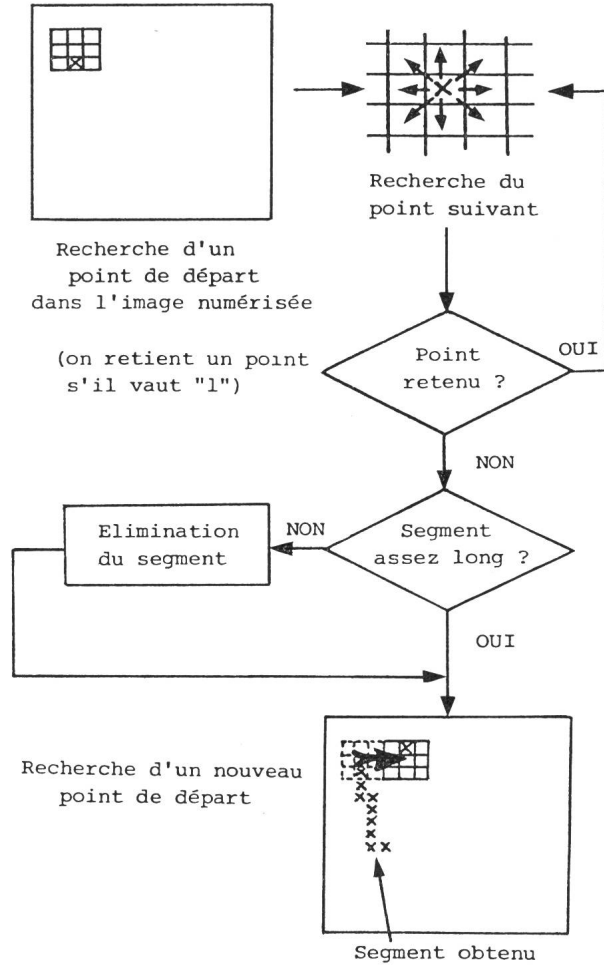 Recherche du
point suivant
Recherche d'un
point de départ
dans l'image numérisée
(on retient un point
s'il vaut "1")
Point
retenu ?
OUI
NON
Elimination
du segment
NON
Segment
assez long ?
OUI
Recherche d'un nouveau
point de départ
Segment obtenu